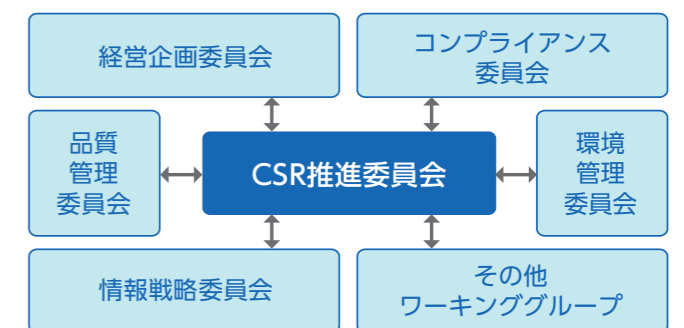 経営企画委員会
コンプライアンス
委員会
品質
管理
委員会
CSR推進委員会
環境
管理
委員会
情報戦略委員会
その他
ワーキンググループ